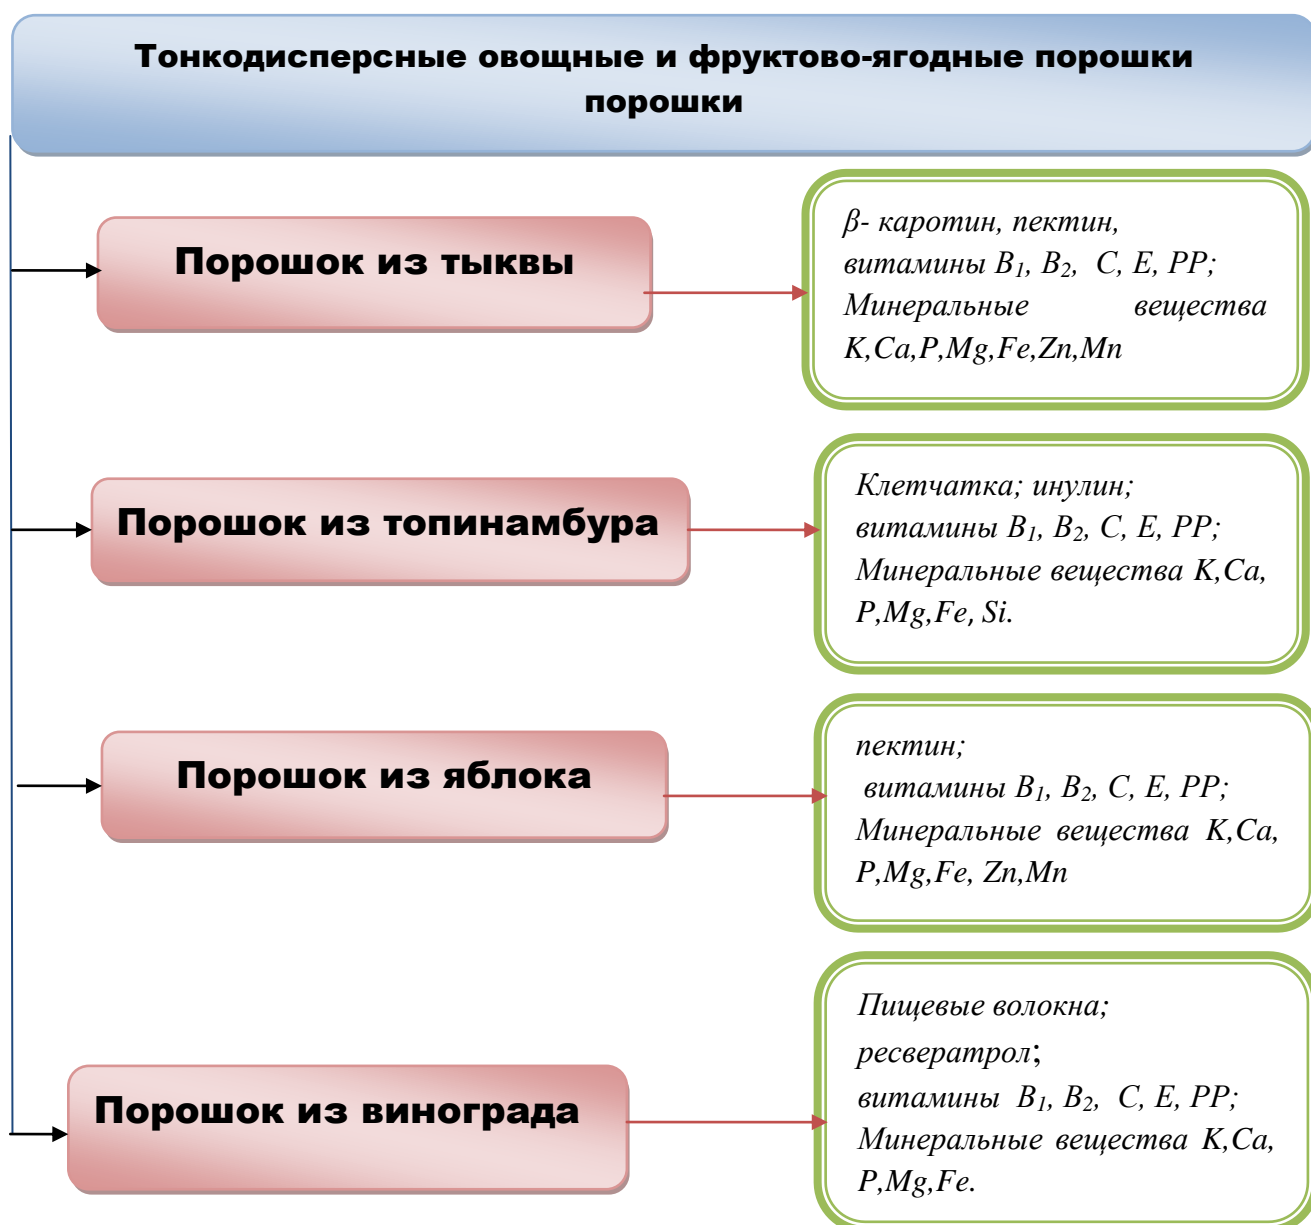 Тонкодисперсные овощные и фруктово-ягодные порошки
порошки
Порошок из тыквы
β- каротин, пектин,
витамины B₁, B₂, C, E, PP;
Минеральные вещества
K,Ca,P,Mg,Fe,Zn,Mn
Порошок из топинамбура
Клетчатка; инулин;
витамины B₁, B₂, C, E, PP;
Минеральные вещества K,Ca,
P,Mg,Fe, Si.
Порошок из яблока
пектин;
витамины B₁, B₂, C, E, PP;
Минеральные вещества K,Ca,
P,Mg,Fe, Zn,Mn
Порошок из винограда
Пищевые волокна;
ресвератрол;
витамины B₁, B₂, C, E, PP;
Минеральные вещества K,Ca,
P,Mg,Fe.